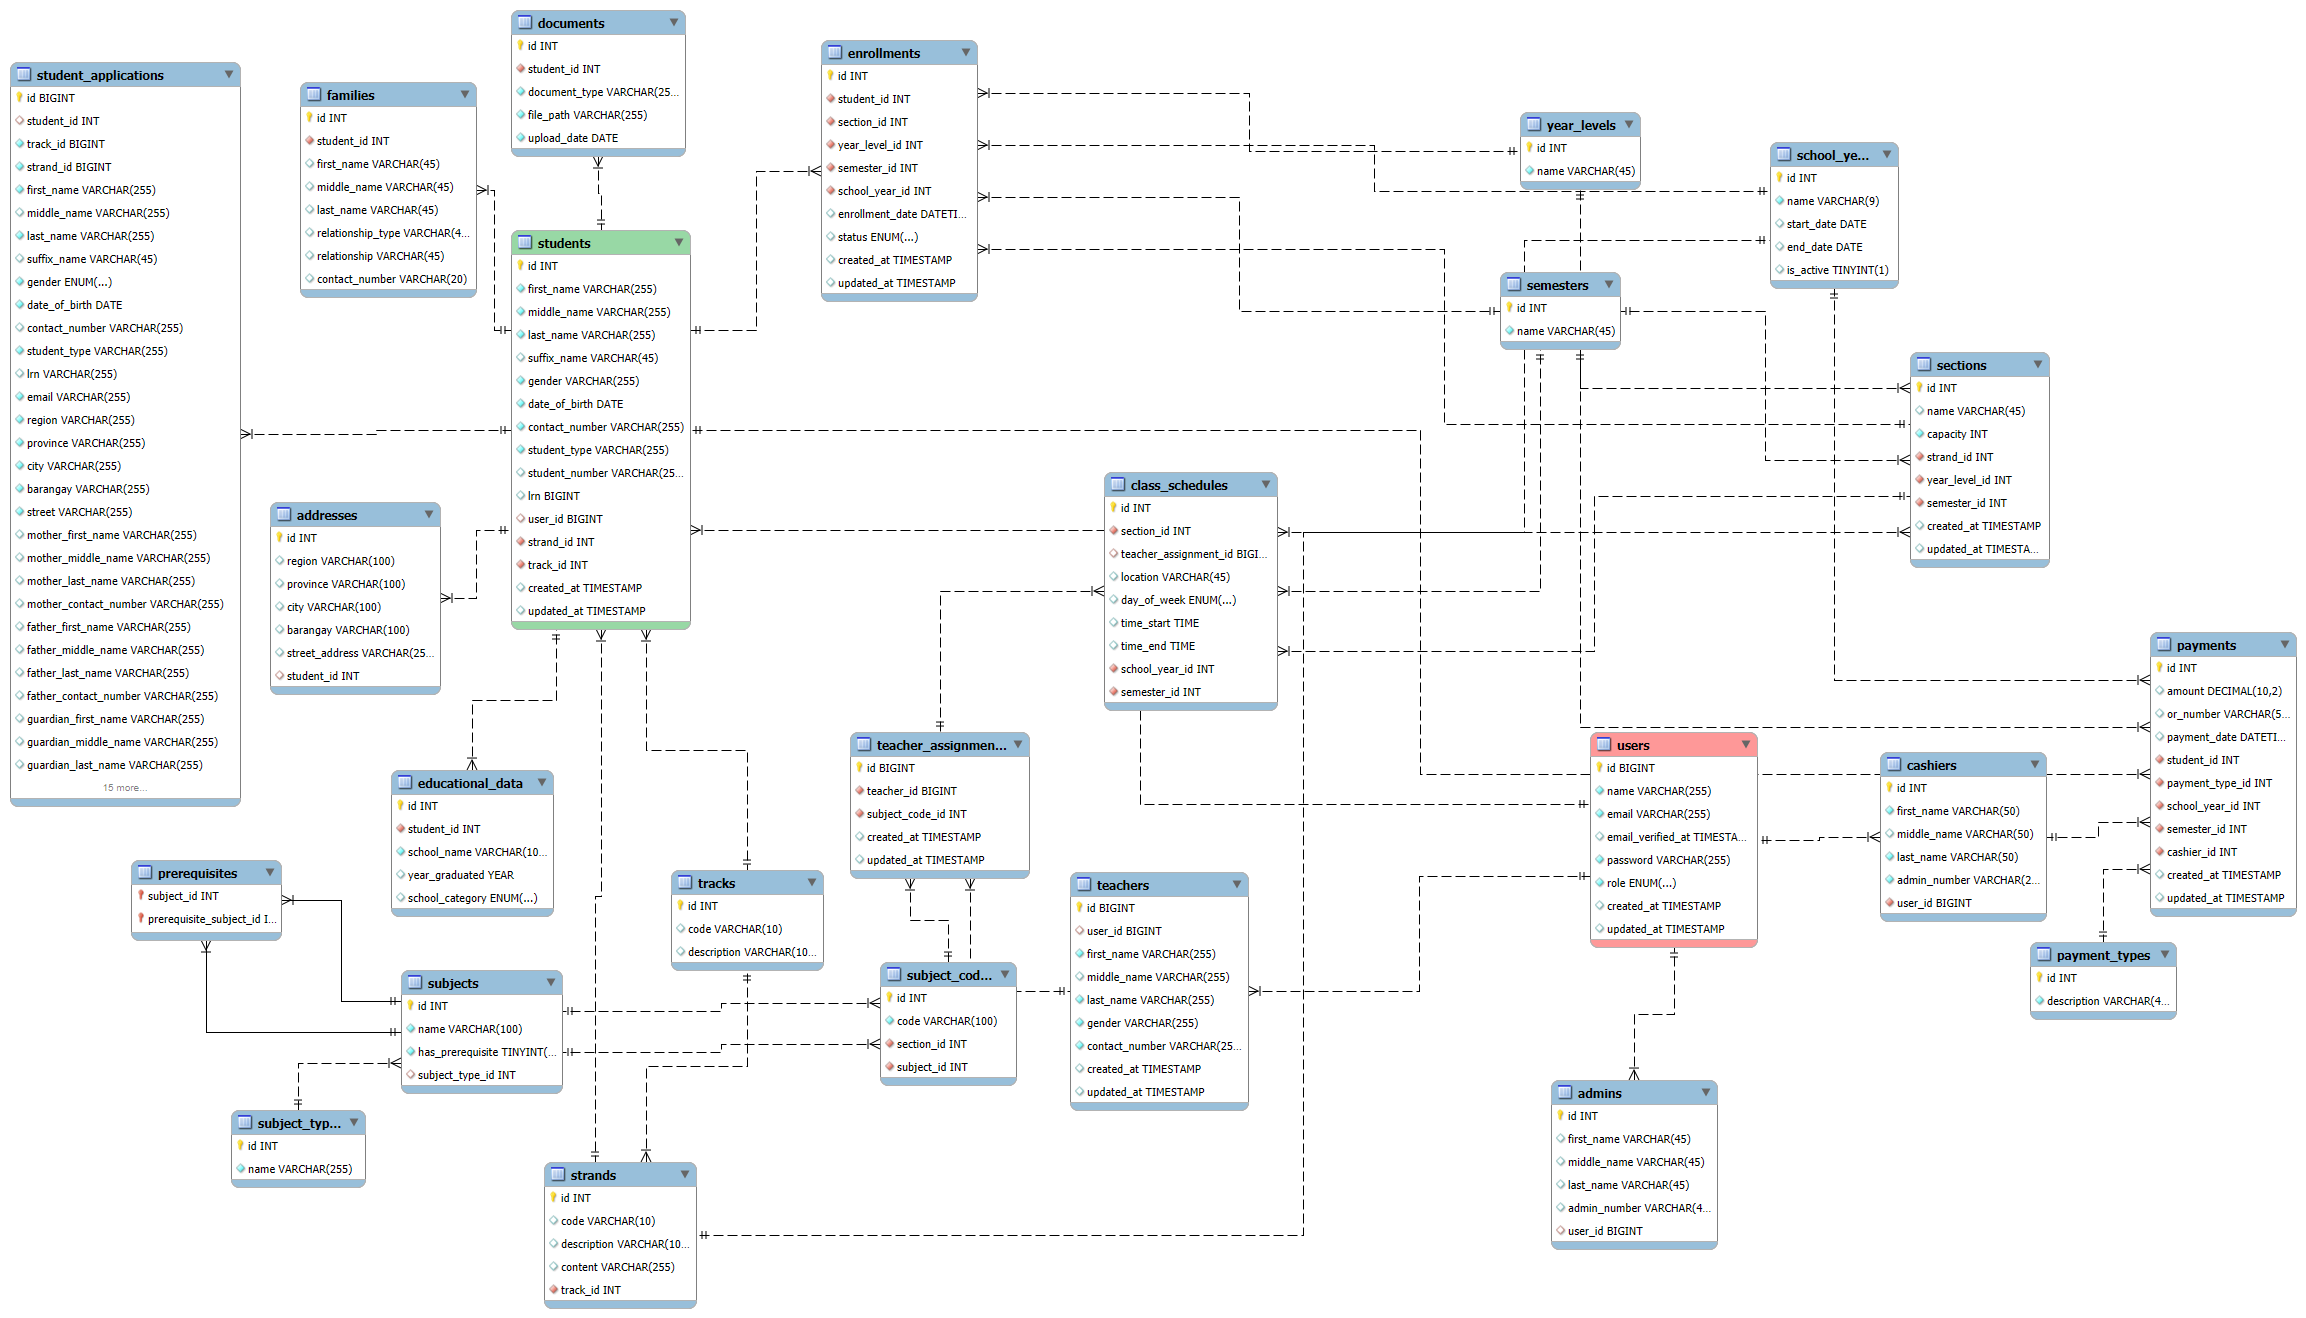 student_applications
id BIGINT
student_id INT
track_id BIGINT
strand_id BIGINT
first_name VARCHAR(255)
middle_name VARCHAR(255)
last_name VARCHAR(255)
suffix_name VARCHAR(45)
gender ENUM(...)
date_of_birth DATE
contact_number VARCHAR(255)
student_type VARCHAR(255)
lrn VARCHAR(255)
email VARCHAR(255)
region VARCHAR(255)
province VARCHAR(255)
city VARCHAR(255)
barangay VARCHAR(255)
street VARCHAR(255)
mother_first_name VARCHAR(255)
mother_middle_name VARCHAR(255)
mother_last_name VARCHAR(255)
mother_contact_number VARCHAR(255)
father_first_name VARCHAR(255)
father_middle_name VARCHAR(255)
father_last_name VARCHAR(255)
father_contact_number VARCHAR(255)
guardian_first_name VARCHAR(255)
guardian_middle_name VARCHAR(255)
guardian_last_name VARCHAR(255)
15 more...
families
id INT
student_id INT
first_name VARCHAR(45)
middle_name VARCHAR(45)
last_name VARCHAR(45)
relationship_type VARCHAR(4...
relationship VARCHAR(45)
contact_number VARCHAR(20)
documents
id INT
student_id INT
document_type VARCHAR(25...
file_path VARCHAR(255)
upload_date DATE
students
id INT
first_name VARCHAR(255)
middle_name VARCHAR(255)
last_name VARCHAR(255)
suffix_name VARCHAR(45)
gender VARCHAR(255)
date_of_birth DATE
contact_number VARCHAR(255)
student_type VARCHAR(255)
student_number VARCHAR(25...
lrn BIGINT
user_id BIGINT
strand_id INT
track_id INT
created_at TIMESTAMP
updated_at TIMESTAMP
enrollments
id INT
student_id INT
section_id INT
year_level_id INT
semester_id INT
school_year_id INT
enrollment_date DATETI...
status ENUM(...)
created_at TIMESTAMP
updated_at TIMESTAMP
year_levels
id INT
name VARCHAR(45)
school_ye...
id INT
name VARCHAR(9)
start_date DATE
end_date DATE
is_active TINYINT(1)
semesters
id INT
name VARCHAR(45)
sections
id INT
name VARCHAR(45)
capacity INT
strand_id INT
year_level_id INT
semester_id INT
created_at TIMESTAMP
updated_at TIMESTA...
addresses
id INT
region VARCHAR(100)
province VARCHAR(100)
city VARCHAR(100)
barangay VARCHAR(100)
street_address VARCHAR(25...
student_id INT
class_schedules
id INT
section_id INT
teacher_assignment_id BIGI...
location VARCHAR(45)
day_of_week ENUM(...)
time_start TIME
time_end TIME
school_year_id INT
semester_id INT
payments
id INT
amount DECIMAL(10,2)
or_number VARCHAR(5...
payment_date DATETI...
student_id INT
payment_type_id INT
school_year_id INT
semester_id INT
cashier_id INT
created_at TIMESTAMP
updated_at TIMESTAMP
educational_data
id INT
student_id INT
school_name VARCHAR(10...
year_graduated YEAR
school_category ENUM(...)
teacher_assignmen...
id BIGINT
teacher_id BIGINT
subject_code_id INT
created_at TIMESTAMP
updated_at TIMESTAMP
users
id BIGINT
name VARCHAR(255)
email VARCHAR(255)
email_verified_at TIMESTA...
password VARCHAR(255)
role ENUM(...)
created_at TIMESTAMP
updated_at TIMESTAMP
cashiers
id INT
first_name VARCHAR(50)
middle_name VARCHAR(50)
last_name VARCHAR(50)
admin_number VARCHAR(2...
user_id BIGINT
prerequisites
subject_id INT
prerequisite_subject_id I...
tracks
id INT
code VARCHAR(10)
description VARCHAR(10...
teachers
id BIGINT
user_id BIGINT
first_name VARCHAR(255)
middle_name VARCHAR(255)
last_name VARCHAR(255)
gender VARCHAR(255)
contact_number VARCHAR(25...
created_at TIMESTAMP
updated_at TIMESTAMP
payment_types
id INT
description VARCHAR(4...
subjects
id INT
name VARCHAR(100)
has_prerequisite TINYINT(...
subject_type_id INT
subject_cod...
id INT
code VARCHAR(100)
section_id INT
subject_id INT
subject_typ...
id INT
name VARCHAR(255)
strands
id INT
code VARCHAR(10)
description VARCHAR(10...
content VARCHAR(255)
track_id INT
admins
id INT
first_name VARCHAR(45)
middle_name VARCHAR(45)
last_name VARCHAR(45)
admin_number VARCHAR(4...
user_id BIGINT